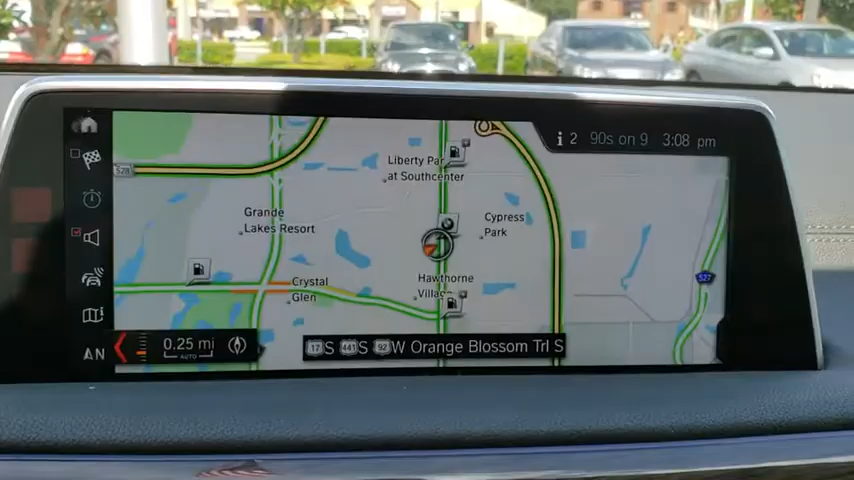 i 2 90s on 9 3:08 pm
528
Liberty Par
at Southcenter
Grande
Lakes Resort
Cypress
Park
527
Crystal
Glen
Hawthorne
Villag
AN
0.25 mi
AUTO
17 S 441 S 92 W Orange Blossom Trl S